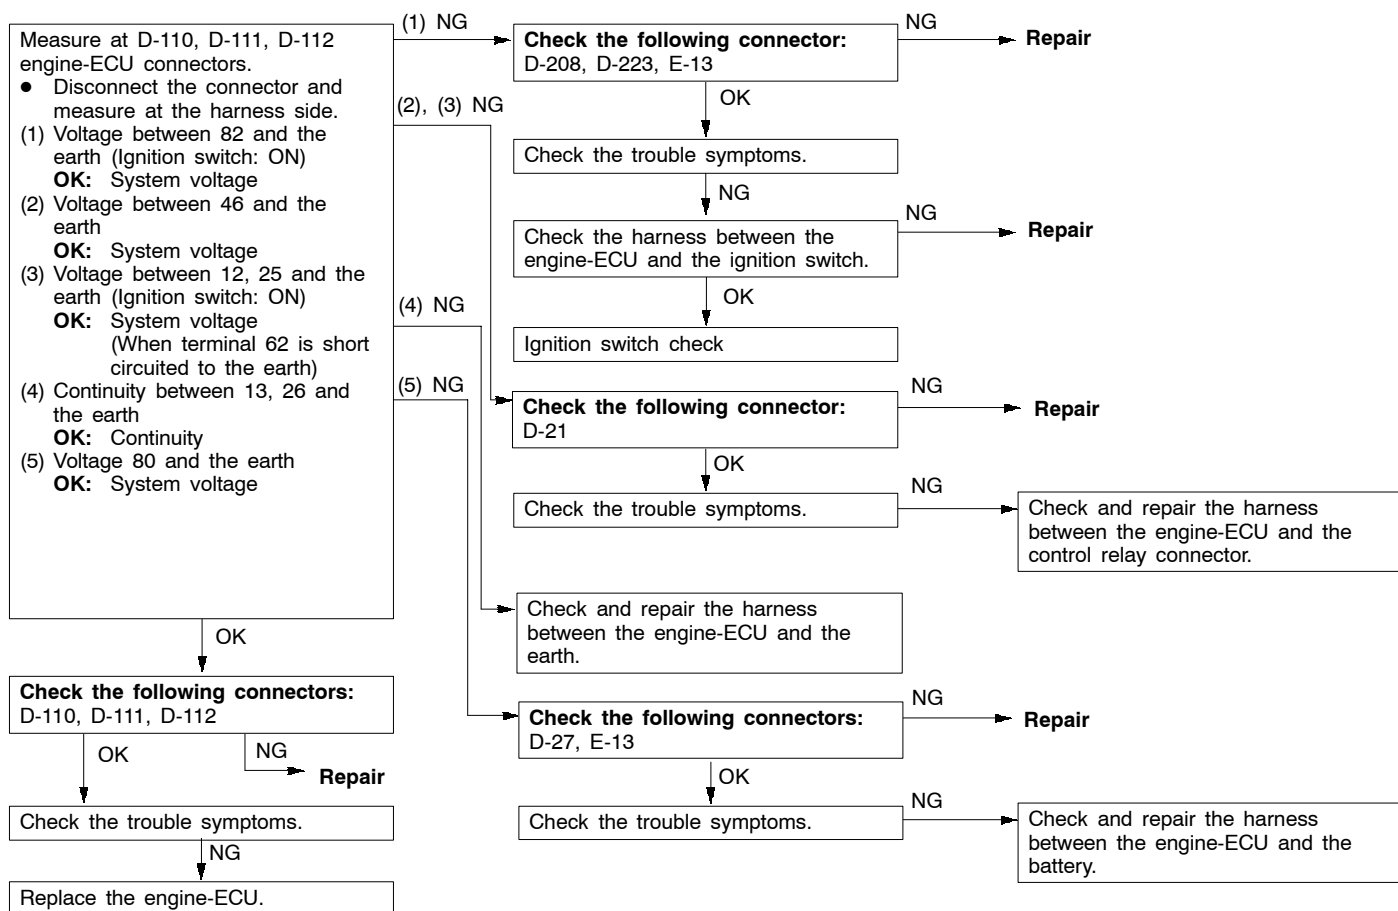 Measure at D-110, D-111, D-112
engine-ECU connectors.
● Disconnect the connector and
measure at the harness side.
(1) Voltage between 82 and the
earth (Ignition switch: ON)
OK: System voltage
(2) Voltage between 46 and the
earth
OK: System voltage
(3) Voltage between 12, 25 and the
earth (Ignition switch: ON)
OK: System voltage
(When terminal 62 is short
circuited to the earth)
(4) Continuity between 13, 26 and
the earth
OK: Continuity
(5) Voltage 80 and the earth
OK: System voltage
(1) NG
Check the following connector:
D-208, D-223, E-13
NG
Repair
OK
Check the trouble symptoms.
NG
Check the harness between the
engine-ECU and the ignition switch.
NG
Repair
OK
Ignition switch check
(2), (3) NG
Check the following connector:
D-21
NG
Repair
OK
Check the trouble symptoms.
NG
Check and repair the harness
between the engine-ECU and the
control relay connector.
(4) NG
Check and repair the harness
between the engine-ECU and the
earth.
(5) NG
Check the following connectors:
D-27, E-13
NG
Repair
OK
Check the trouble symptoms.
NG
Check and repair the harness
between the engine-ECU and the
battery.
OK
Check the following connectors:
D-110, D-111, D-112
OK
NG
Repair
Check the trouble symptoms.
NG
Replace the engine-ECU.